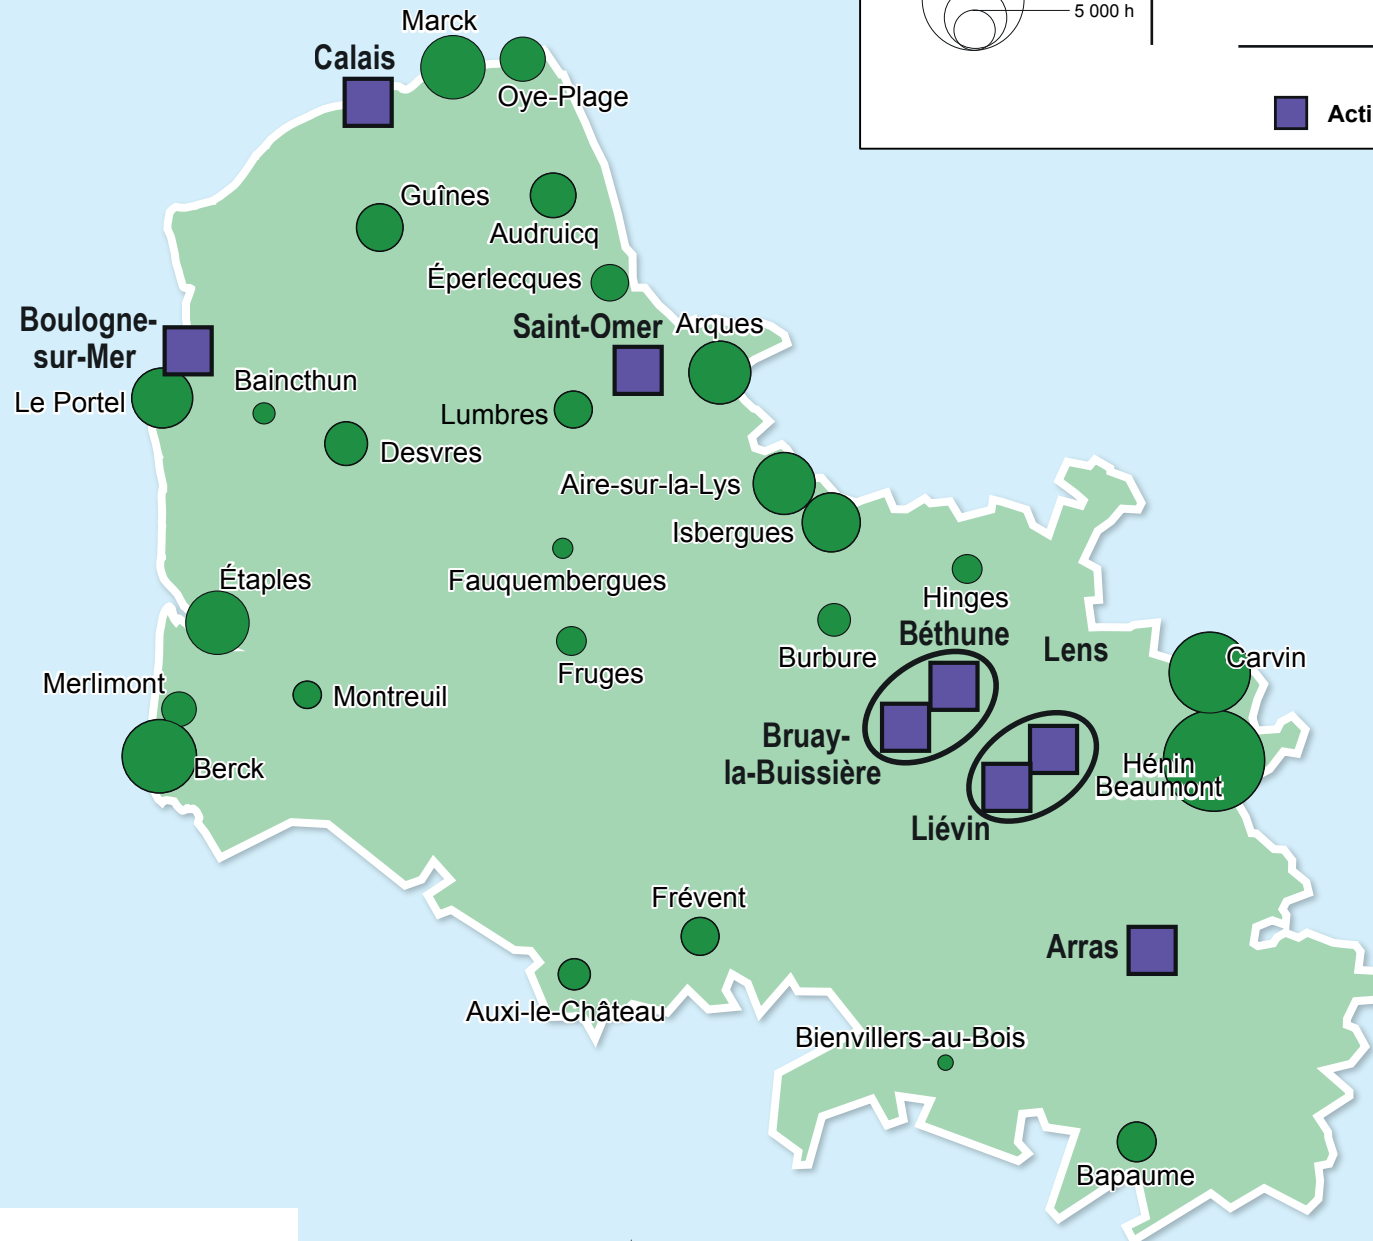 Marck
5 000 h
Calais
Oye-Plage
Acti
Guînes
Audruicq
Éperlecques
Boulogne-
sur-Mer
Saint-Omer
Arques
Baincthun
Le Portel
Lumbres
Desvres
Aire-sur-la-Lys
Isbergues
Étaples
Fauquembergues
Hinges
Béthune
Lens
Burbure
Carvin
Fruges
Merlimont
Montreuil
Bruay-
la-Buissière
Berck
Hénin
Beaumont
Liévin
Frévent
Arras
Auxi-le-Château
Bienvillers-au-Bois
Bapaume